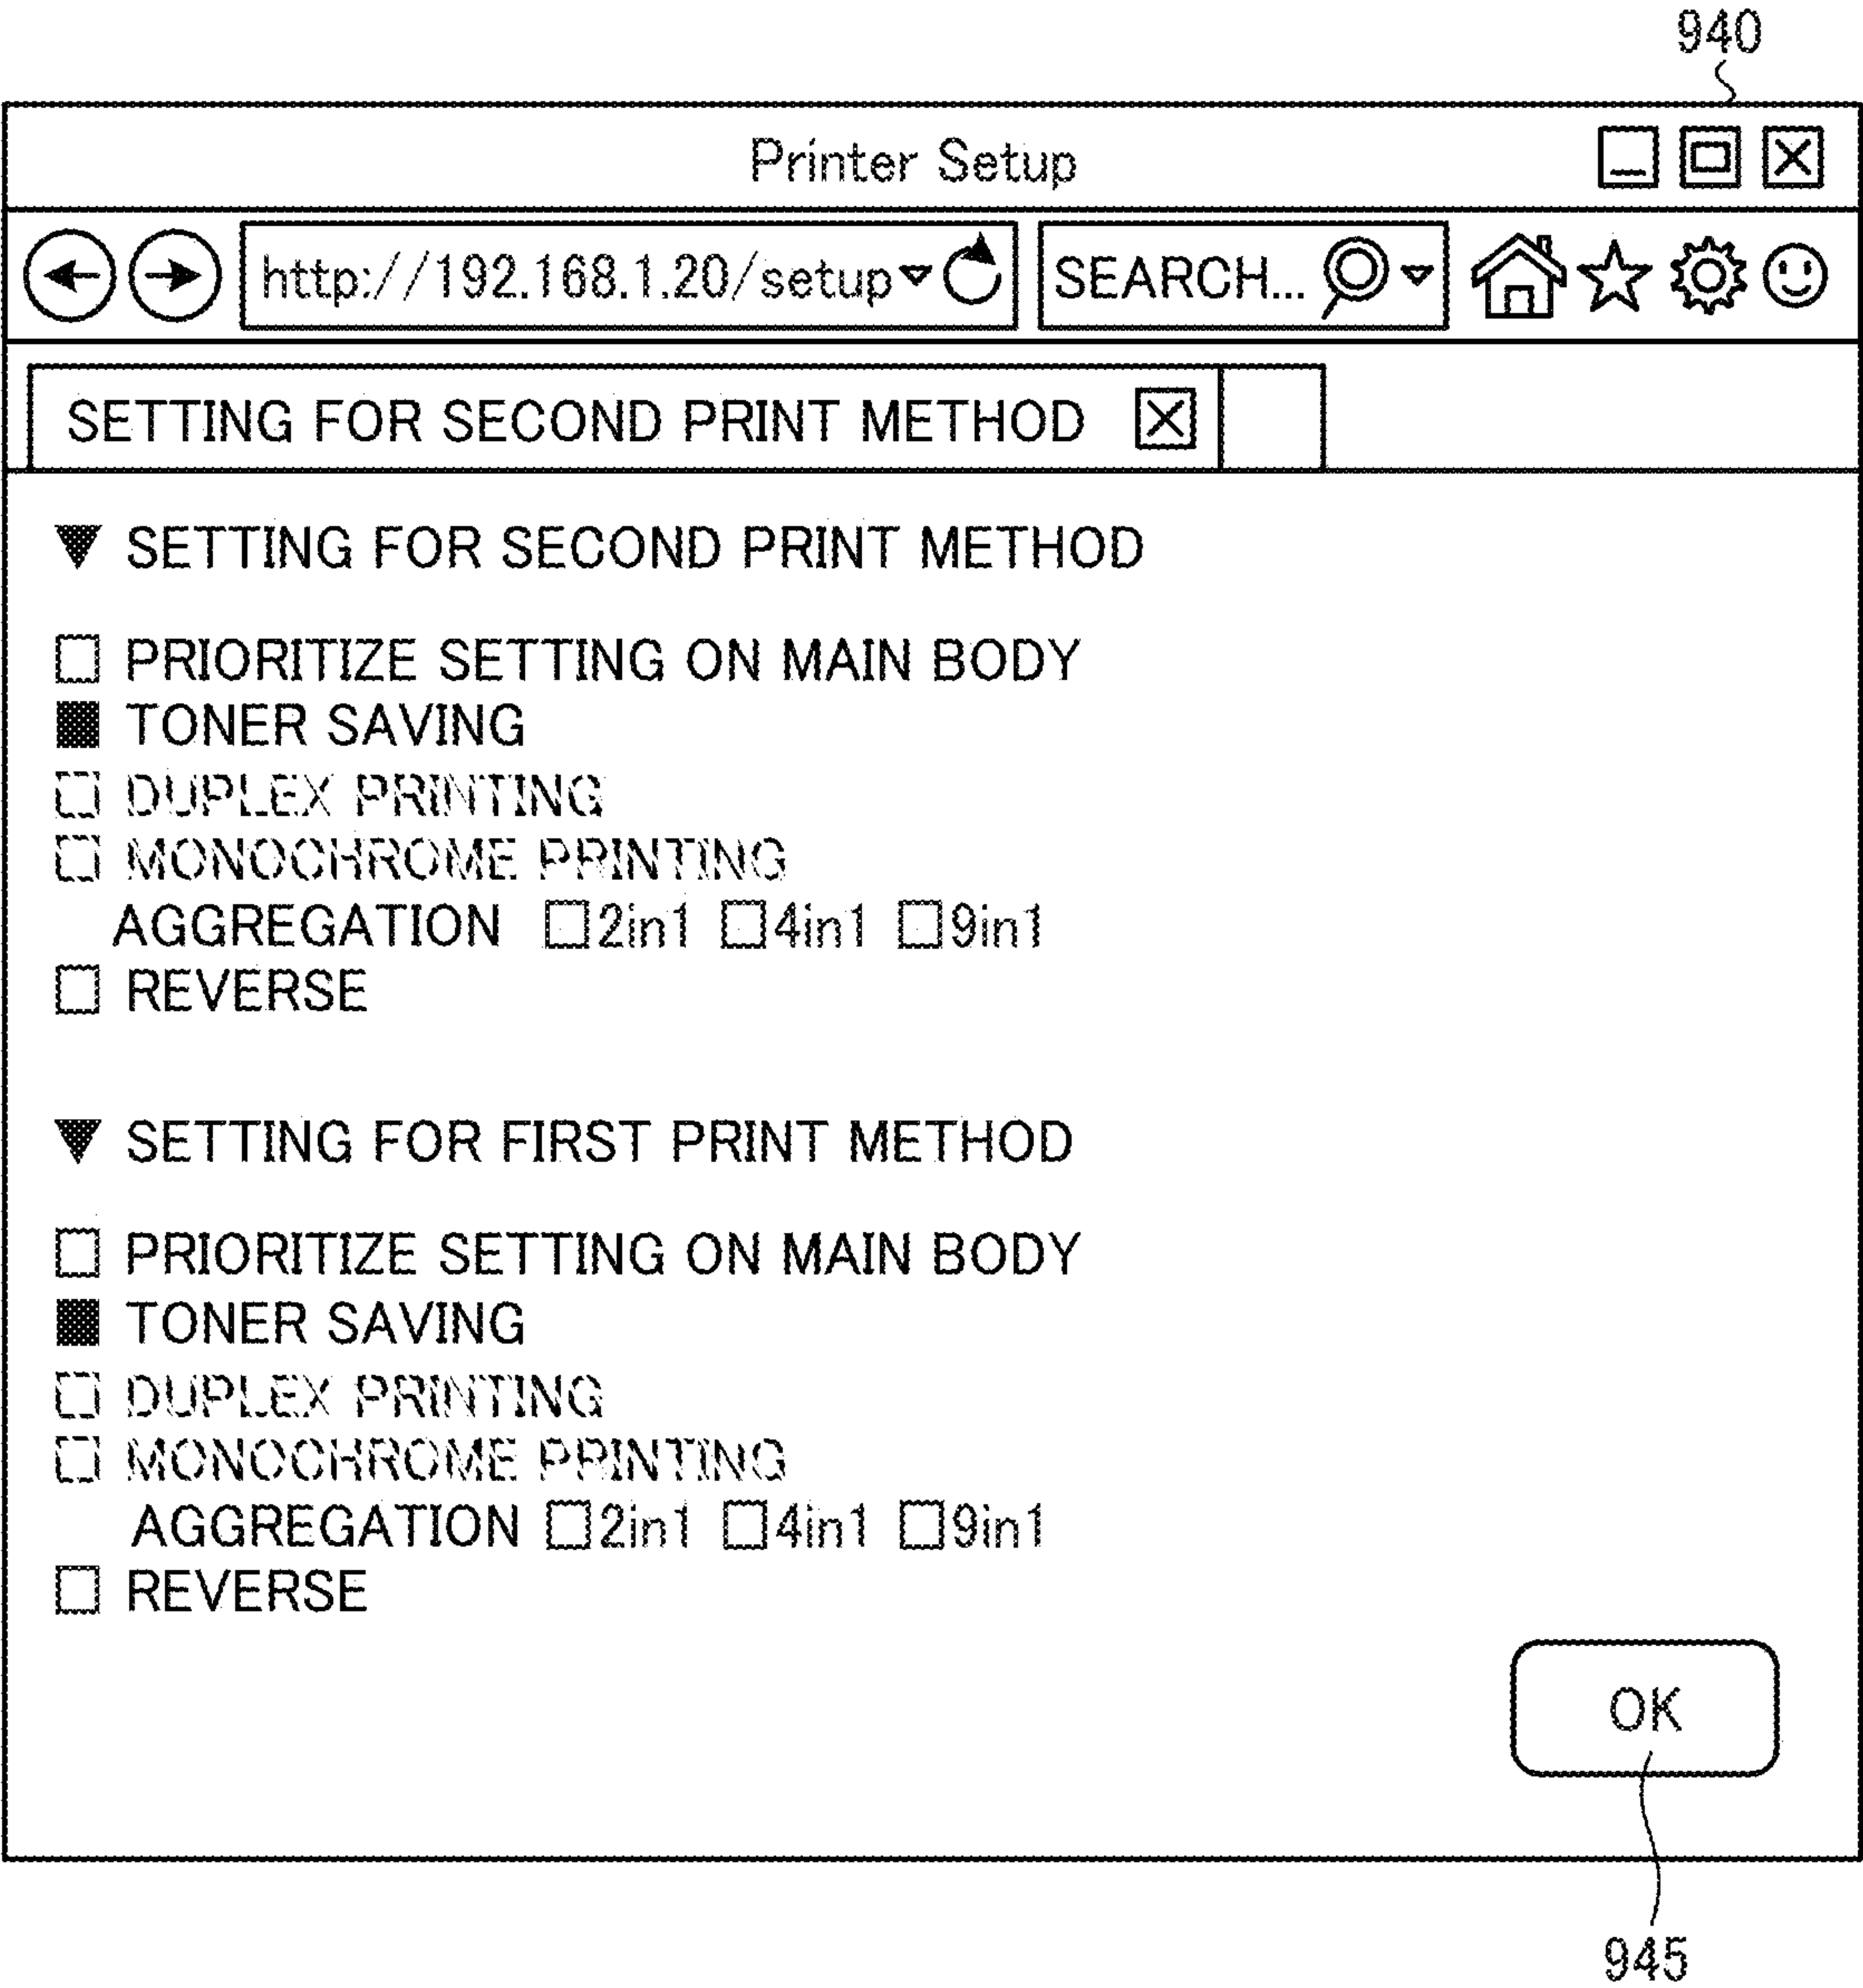 940
Printer Setup
http://192.168.1.20/setup SEARCH...
SETTING FOR SECOND PRINT METHOD
SETTING FOR SECOND PRINT METHOD
PRIORITIZE SETTING ON MAIN BODY
TONER SAVING
DUPLEX PRINTING
MONOCHROME PRINTING
AGGREGATION 2in1 4in1 9in1
REVERSE
SETTING FOR FIRST PRINT METHOD
PRIORITIZE SETTING ON MAIN BODY
TONER SAVING
DUPLEX PRINTING
MONOCHROME PRINTING
AGGREGATION 2in1 4in1 9in1
REVERSE
OK
945